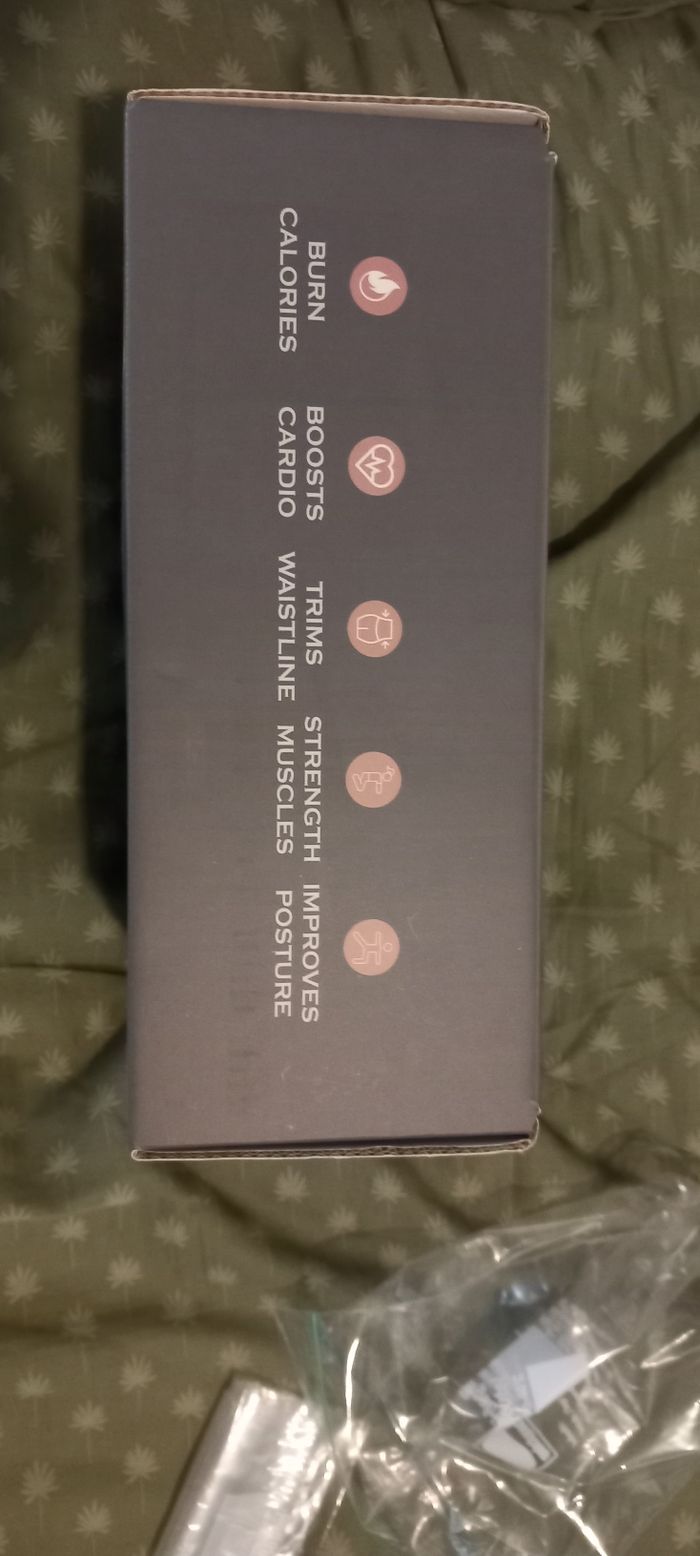 BURN
CALORIES
BOOSTS
CARDIO
TRIMS
WAISTLINE
STRENGTH
MUSCLES
IMPROVES
POSTURE